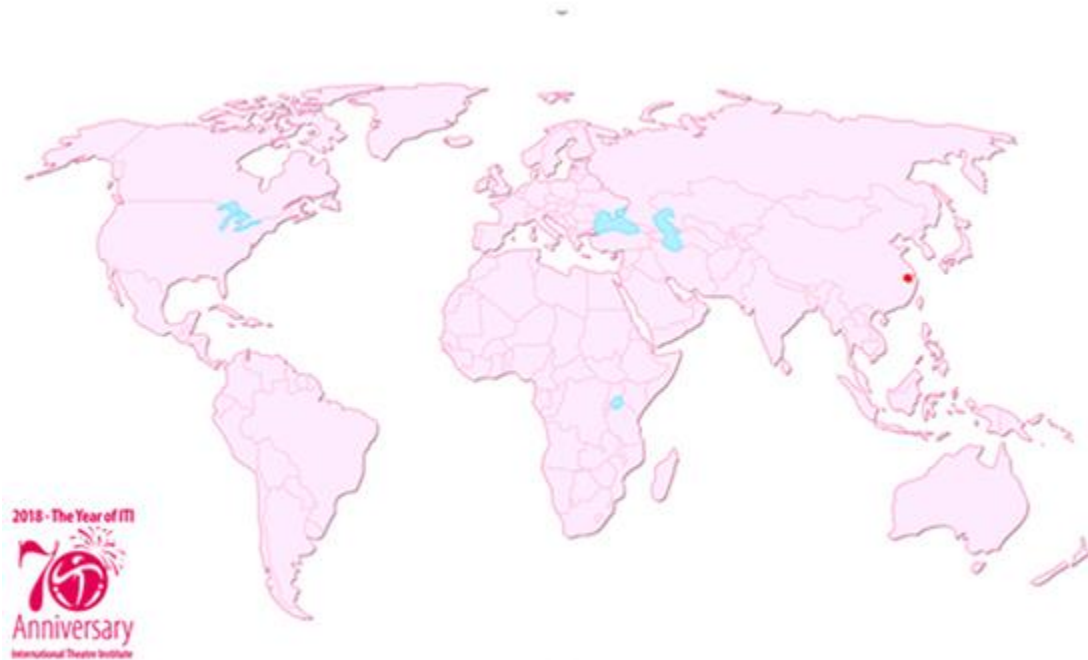 2018 - The Year of ITI
70
Anniversary
International Theatre Institute